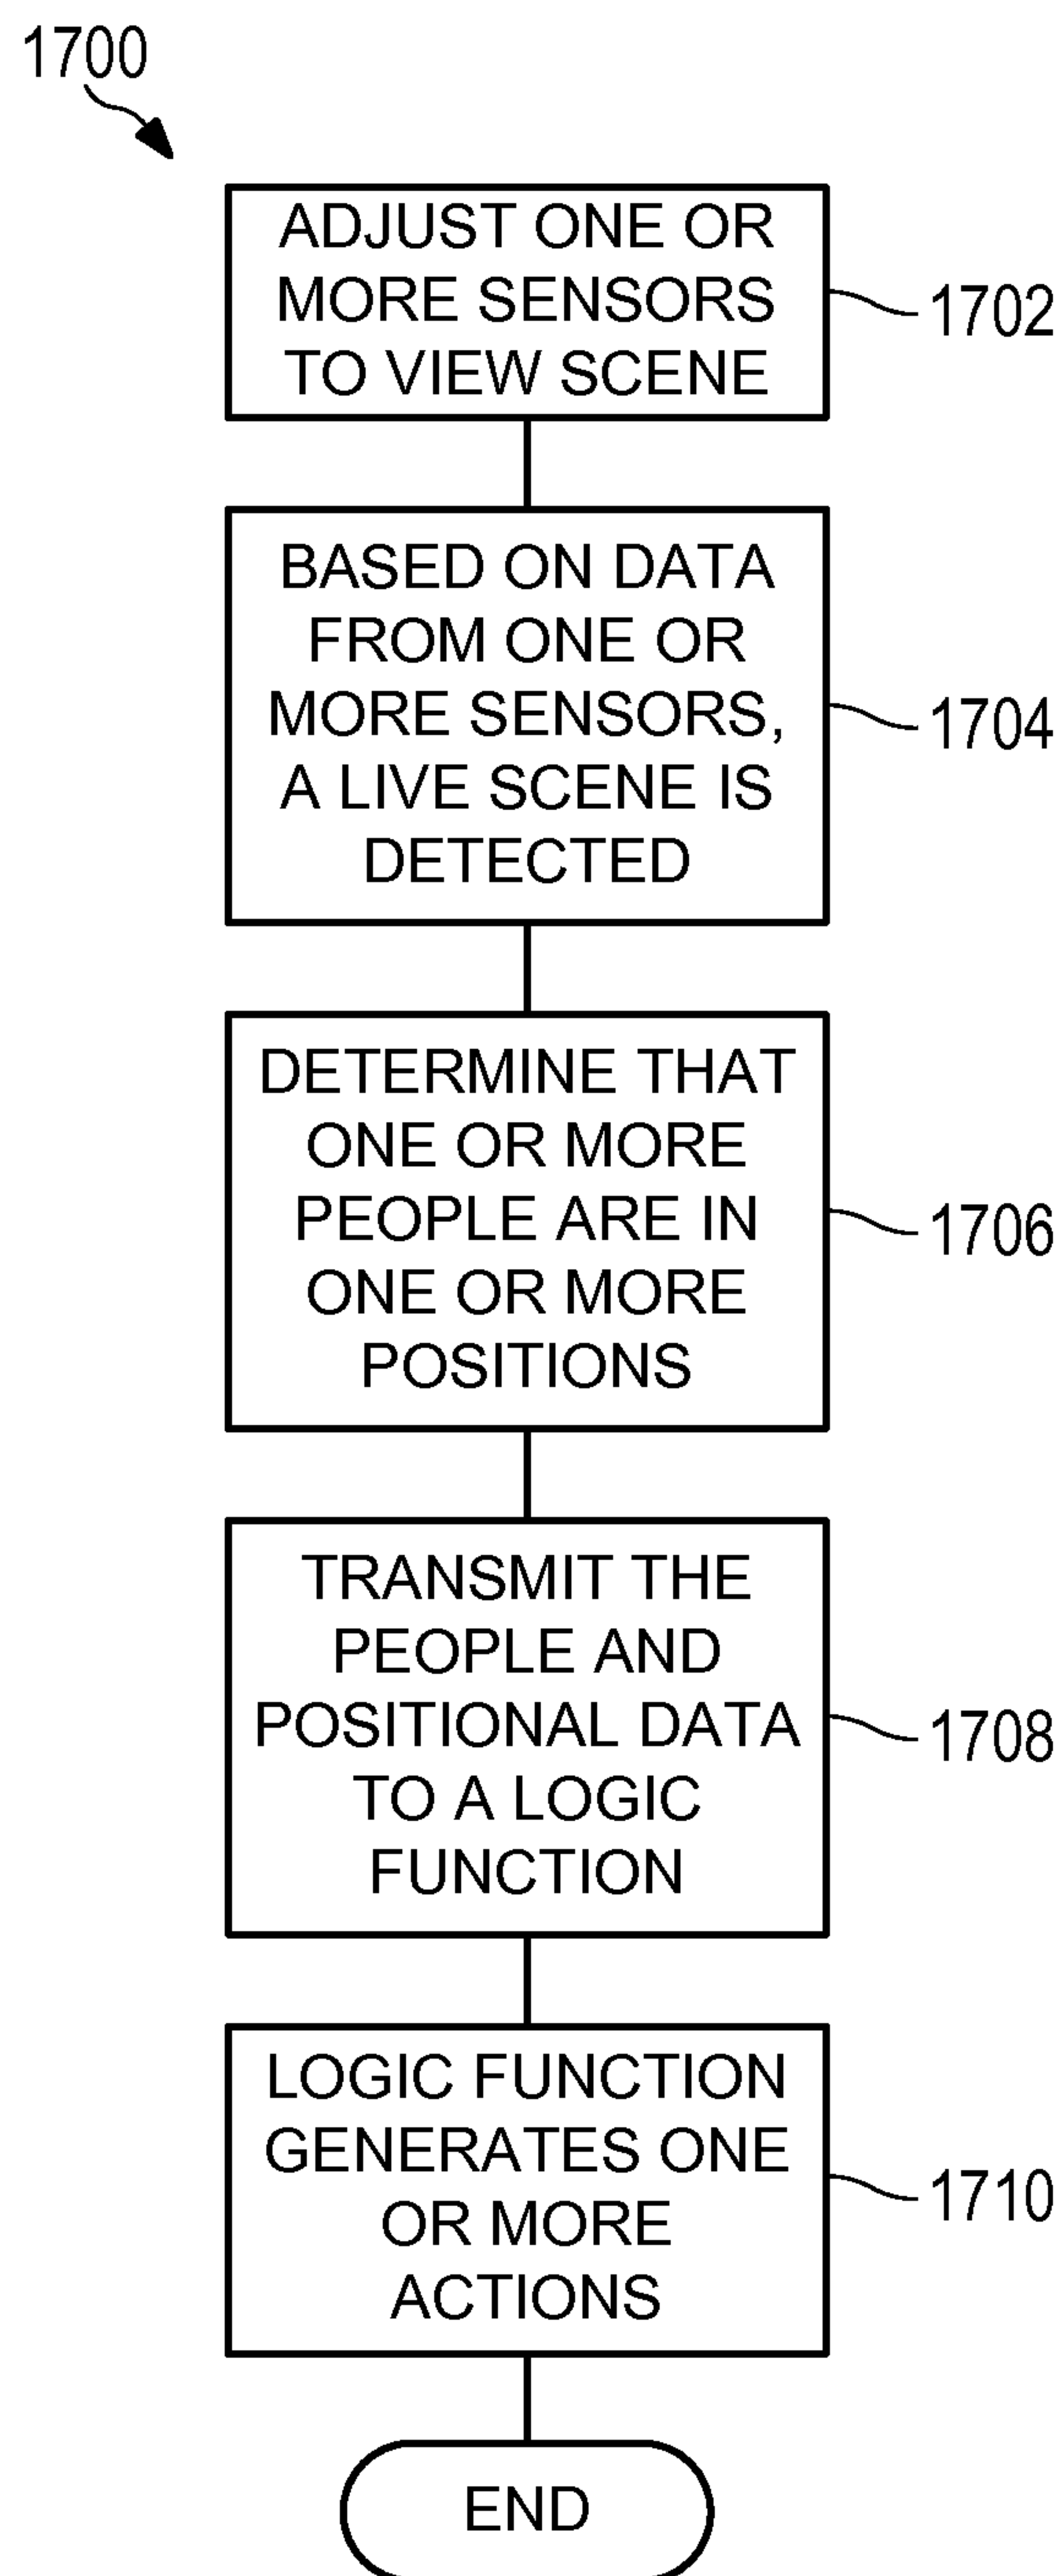 1700
ADJUST ONE OR
MORE SENSORS
TO VIEW SCENE
1702
BASED ON DATA
FROM ONE OR
MORE SENSORS,
A LIVE SCENE IS
DETECTED
1704
DETERMINE THAT
ONE OR MORE
PEOPLE ARE IN
ONE OR MORE
POSITIONS
1706
TRANSMIT THE
PEOPLE AND
POSITIONAL DATA
TO A LOGIC
FUNCTION
1708
LOGIC FUNCTION
GENERATES ONE
OR MORE
ACTIONS
1710
END